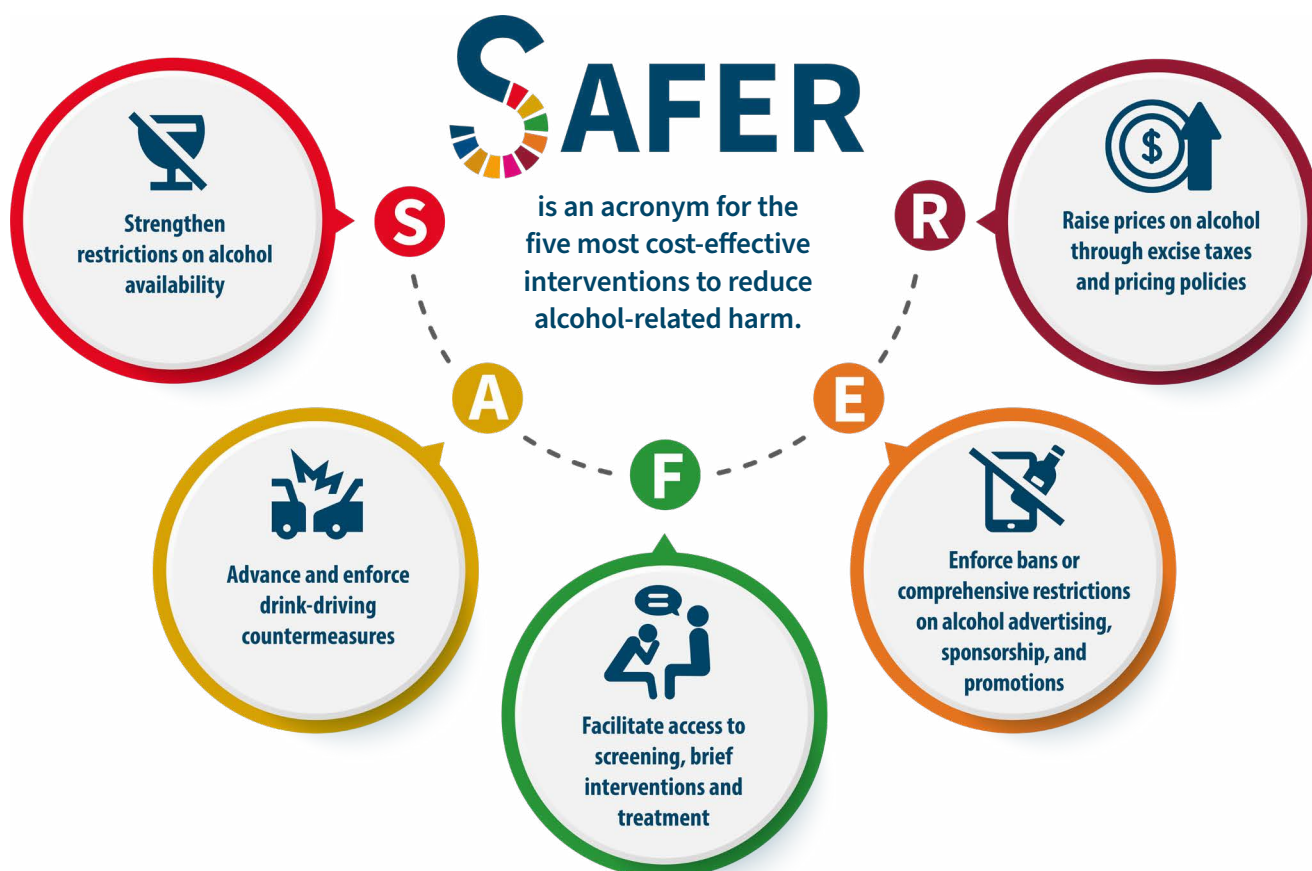 SAFER
is an acronym for the
five most cost-effective
interventions to reduce
alcohol-related harm.
S
Strengthen
restrictions on alcohol
availability
A
Advance and enforce
drink-driving
countermeasures
F
Facilitate access to
screening, brief
interventions and
treatment
E
Enforce bans or
comprehensive restrictions
on alcohol advertising,
sponsorship, and
promotions
R
$
Raise prices on alcohol
through excise taxes
and pricing policies